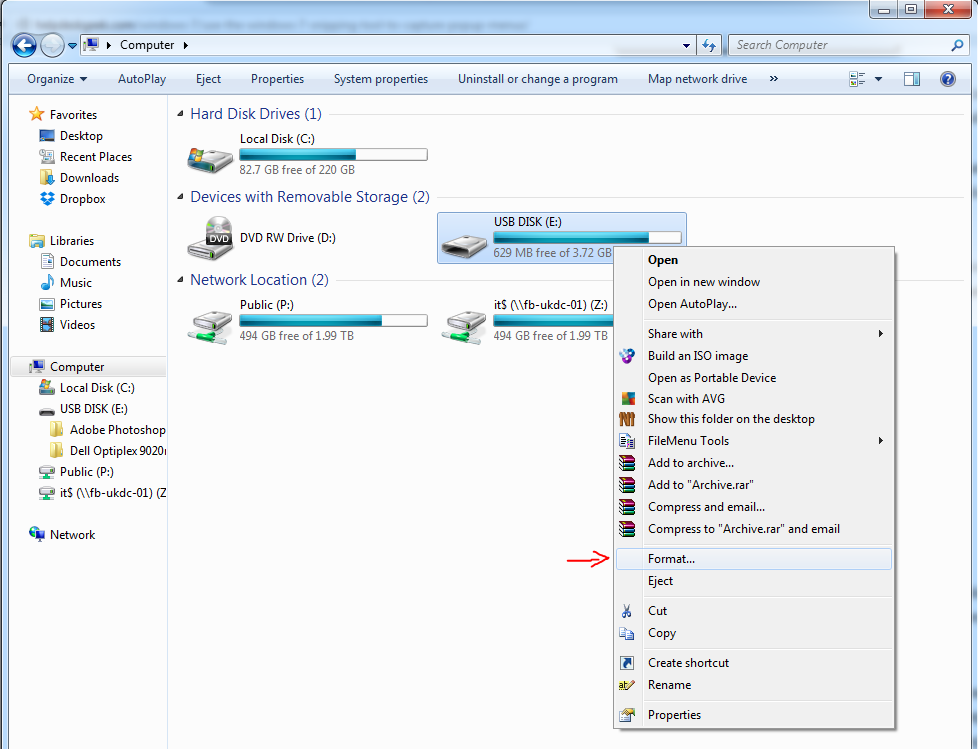 Computer
Search Computer
Organize AutoPlay Eject Properties System properties Uninstall or change a program Map network drive »
Favorites
Desktop
Recent Places
Downloads
Dropbox
Libraries
Documents
Music
Pictures
Videos
Computer
Local Disk (C:)
USB DISK (E:)
Adobe Photoshop
Dell Optiplex 9020
Public (P:)
it$ (\\fb-ukdc-01) (Z
Network
Hard Disk Drives (1)
Local Disk (C:)
82.7 GB free of 220 GB
Devices with Removable Storage (2)
DVD
DVD RW Drive (D:)
USB DISK (E:)
629 MB free of 3.72 GB
Network Location (2)
Public (P:)
494 GB free of 1.99 TB
it$ (\\fb-ukdc-01) (Z:)
494 GB free of 1.99 TB
Open
Open in new window
Open AutoPlay...
Share with
Build an ISO image
Open as Portable Device
Scan with AVG
Show this folder on the desktop
FileMenu Tools
Add to archive...
Add to "Archive.rar"
Compress and email...
Compress to "Archive.rar" and email
Format...
Eject
Cut
Copy
Create shortcut
Rename
Properties